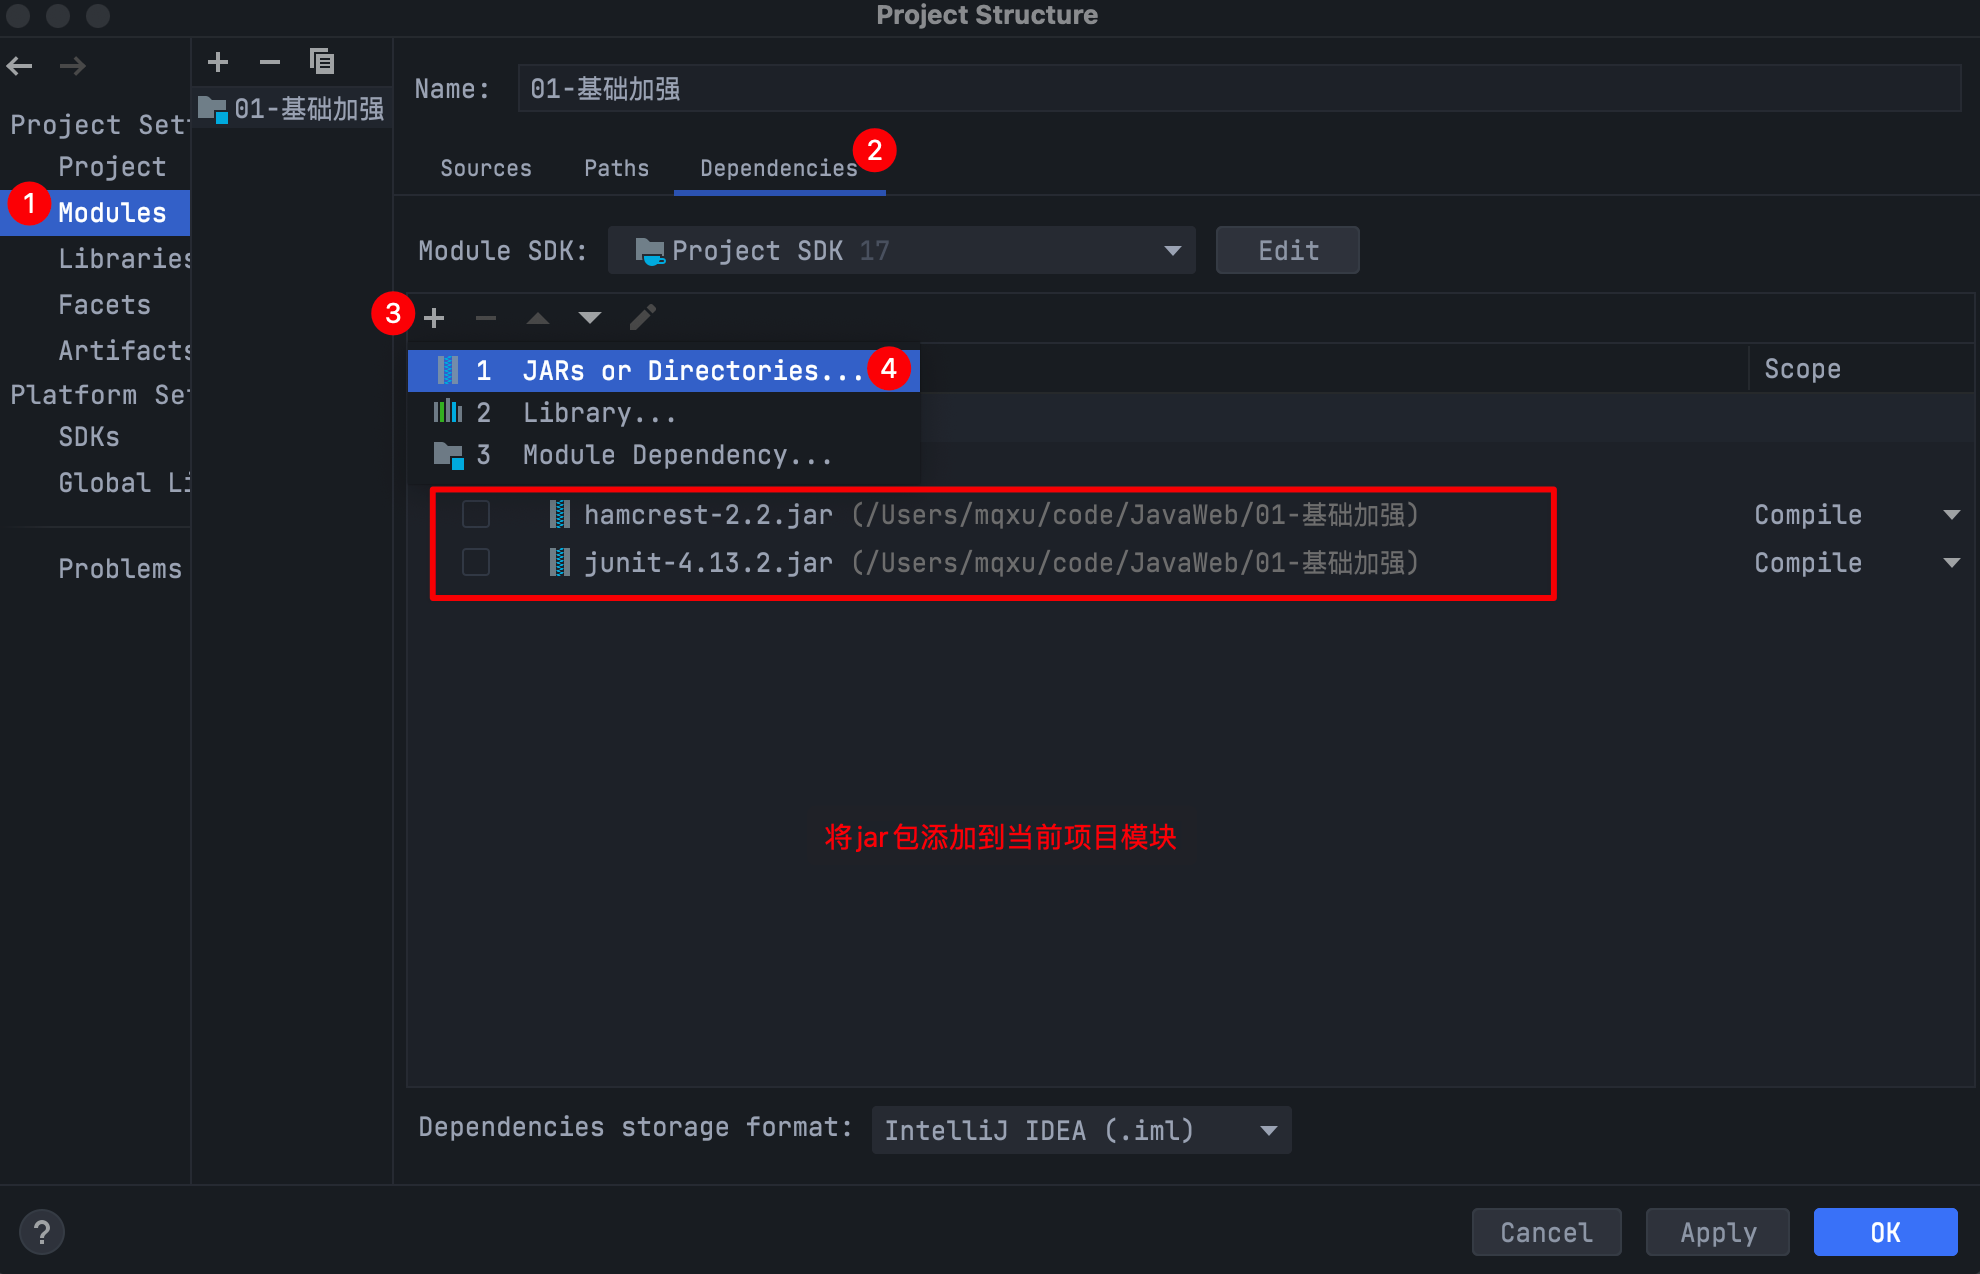 Project Structure
Project Set
Project
1
Modules
Libraries
Facets
Artifacts
Platform Se
SDKs
Global Li
Problems
01-基础加强
Name:
01-基础加强
Sources
Paths
Dependencies
2
Module SDK:
Project SDK 17
Edit
3
1 JARs or Directories...
4
2 Library...
3 Module Dependency...
Scope
hamcrest-2.2.jar (/Users/mqxu/code/JavaWeb/01-基础加强)
Compile
junit-4.13.2.jar (/Users/mqxu/code/JavaWeb/01-基础加强)
Compile
将jar包添加到当前项目模块
Dependencies storage format:
IntelliJ IDEA (.iml)
?
Cancel
Apply
OK